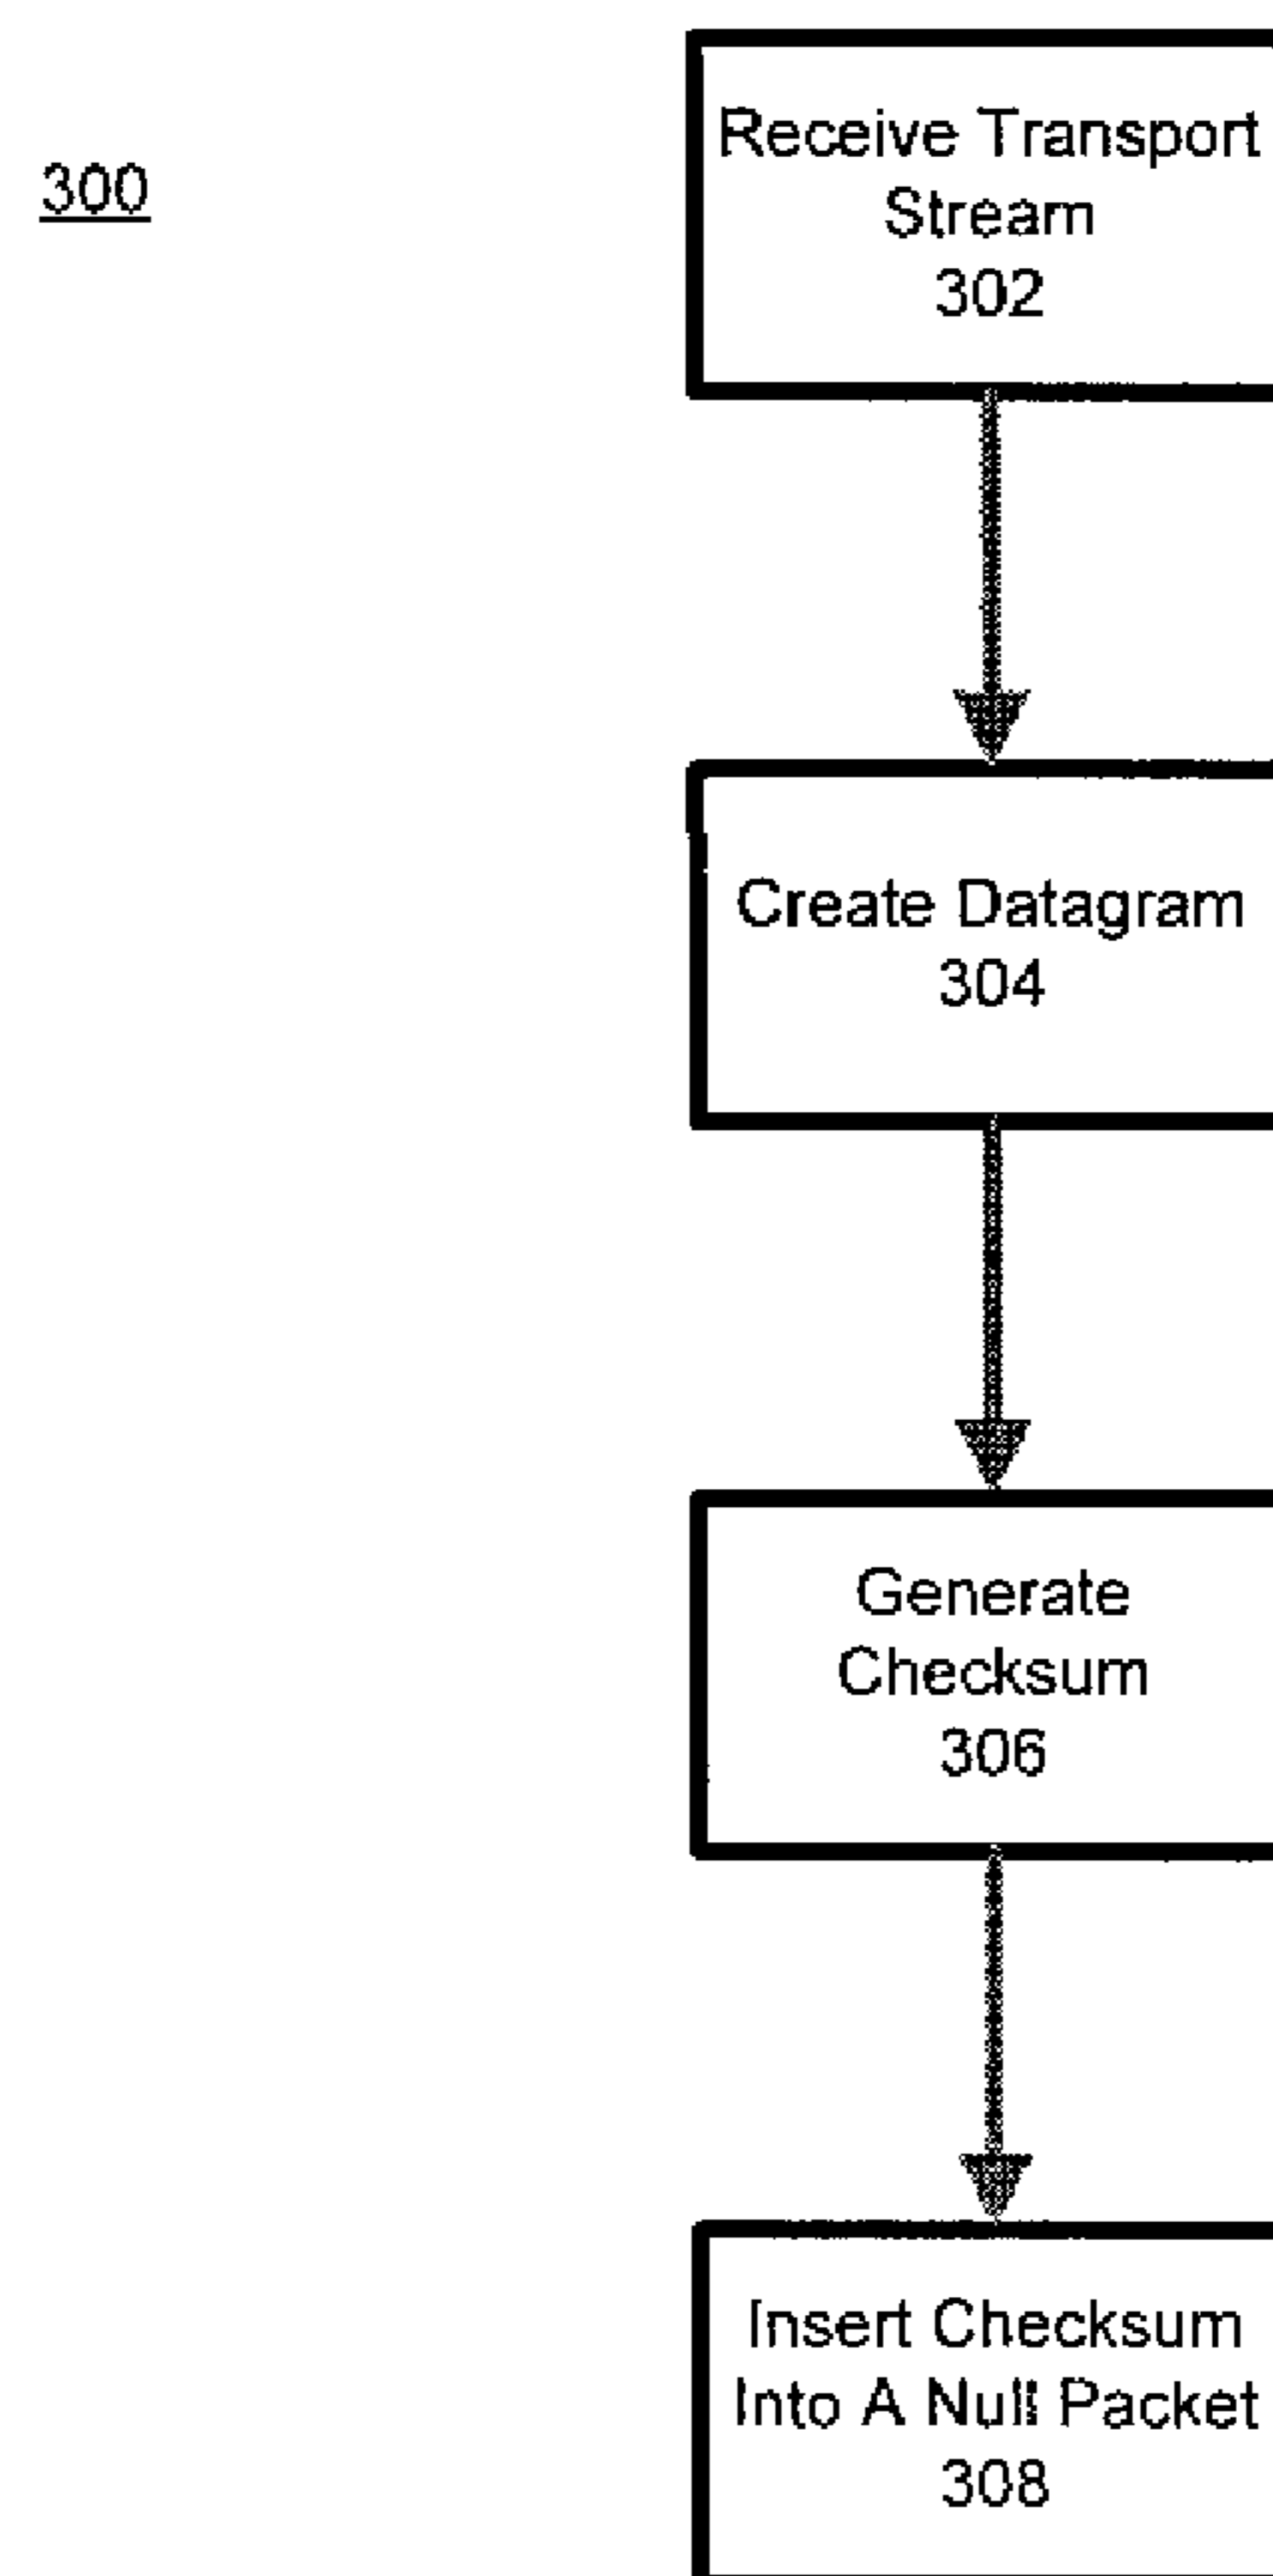 300
Receive Transport
Stream
302
Create Datagram
304
Generate
Checksum
306
Insert Checksum
Into A Null Packet
308